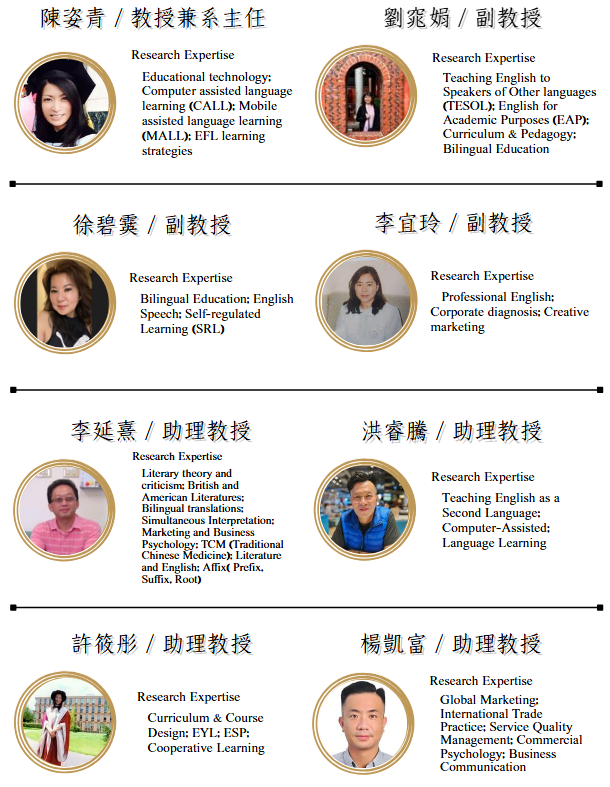 陳姿青 / 教授兼系主任
Research Expertise
Educational technology;
Computer assisted language
learning (CALL); Mobile
assisted language learning
(MALL); EFL learning
strategies
劉窕娟 / 副教授
Research Expertise
Teaching English to
Speakers of Other languages
(TESOL); English for
Academic Purposes (EAP);
Curriculum & Pedagogy;
Bilingual Education
徐碧霙 / 副教授
Research Expertise
Bilingual Education; English
Speech; Self-regulated
Learning (SRL)
李宜玲 / 副教授
Research Expertise
Professional English;
Corporate diagnosis; Creative
marketing
李延熹 / 助理教授
Research Expertise
Literary theory and
criticism; British and
American Literatures;
Bilingual translations;
Simultaneous Interpretation;
Marketing and Business
Psychology; TCM (Traditional
Chinese Medicine); Literature
and English; Affix( Prefix,
Suffix, Root)
洪睿騰 / 助理教授
Research Expertise
Teaching English as a
Second Language;
Computer-Assisted;
Language Learning
許筱彤 / 助理教授
Research Expertise
Curriculum & Course
Design; EYL; ESP;
Cooperative Learning
楊凱富 / 助理教授
Research Expertise
Global Marketing;
International Trade
Practice; Service Quality
Management; Commercial
Psychology; Business
Communication